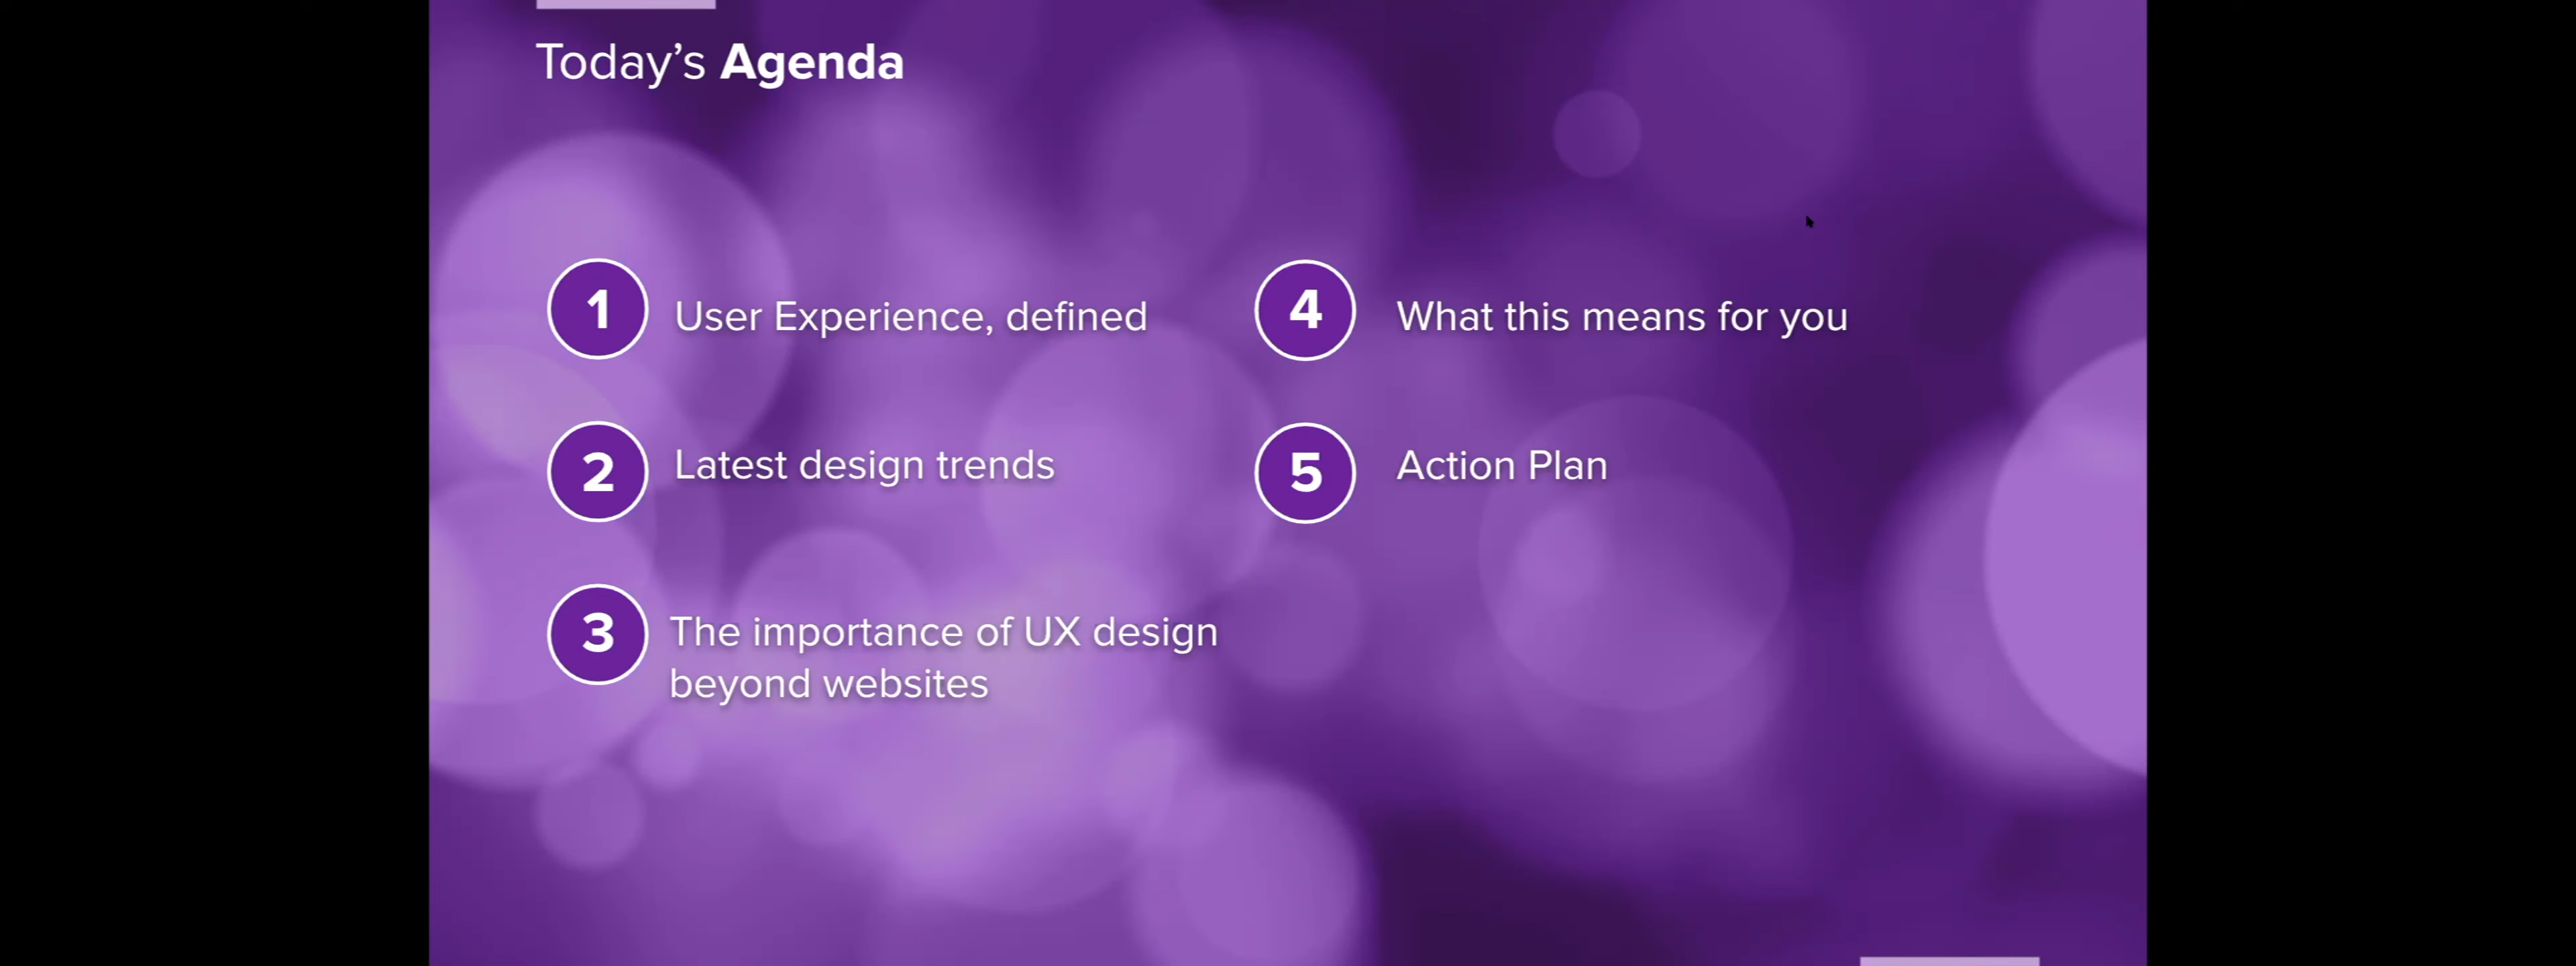 Today’s Agenda
1 User Experience, defined
2 Latest design trends
3 The importance of UX design
beyond websites
4 What this means for you
5 Action Plan